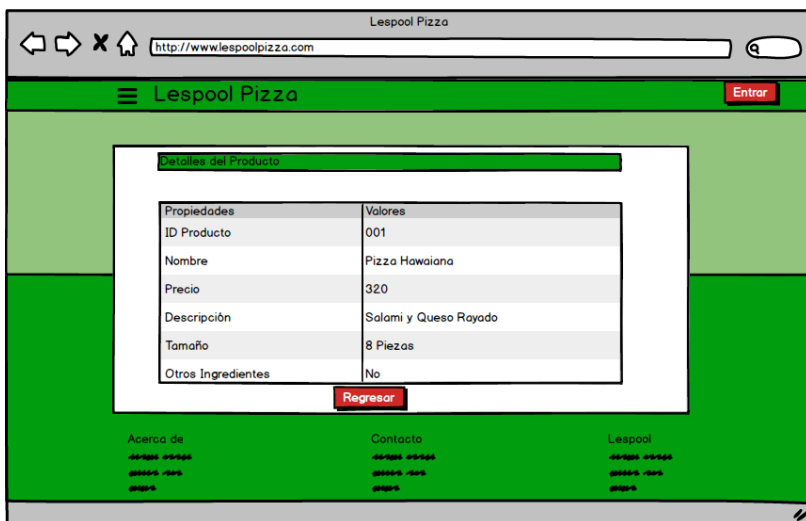 Lespool Pizza
http://www.lespoolpizza.com
Lespool Pizza Entrar
Detalles del Producto
Propiedades Valores
ID Producto 001
Nombre Pizza Hawaiana
Precio 320
Descripción Salami y Queso Rayado
Tamaño 8 Piezas
Otros Ingredientes No
Regresar
Acerca de Contacto Lespool